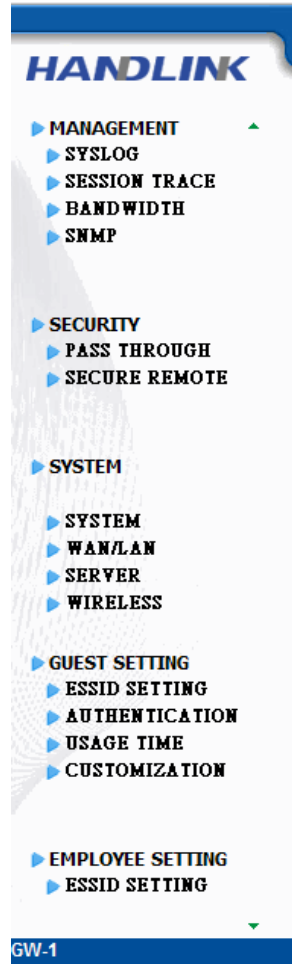 HANDLINK
MANAGEMENT
SYSLOG
SESSION TRACE
BANDWIDTH
SNMP
SECURITY
PASS THROUGH
SECURE REMOTE
SYSTEM
SYSTEM
WAN/LAN
SERVER
WIRELESS
GUEST SETTING
ESSID SETTING
AUTHENTICATION
USAGE TIME
CUSTOMIZATION
EMPLOYEE SETTING
ESSID SETTING
GW-1